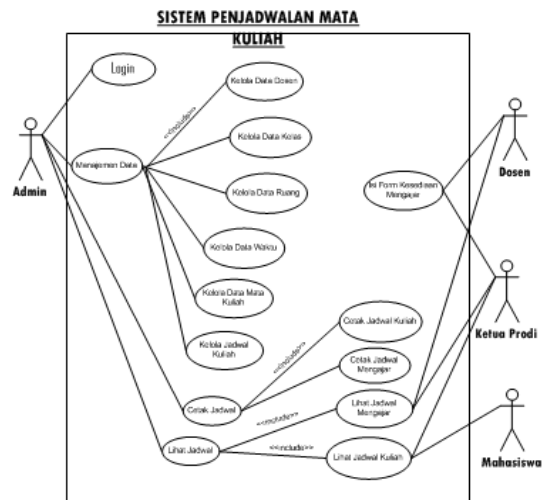 SISTEM PENJADWALAN MATA
KULIAH
Login
Kelola Data Dosen
<<include>>
Kelola Data Kelas
Manajemen Data
Admin
Dosen
Isi Form Kesediaan
Mengajar
Kelola Data Ruang
Kelola Data Waktu
Kelola Data Mata
Kuliah
Ketua Prodi
Cetak Jadwal Kuliah
Kelola Jadwal
Kuliah
<<include>>
Cetak Jadwal
Mengajar
Cetak Jadwal
<<include>>
Lihat Jadwal
Mengajar
Lihat Jadwal
<<include>>
Lihat Jadwal Kuliah
Mahasiswa